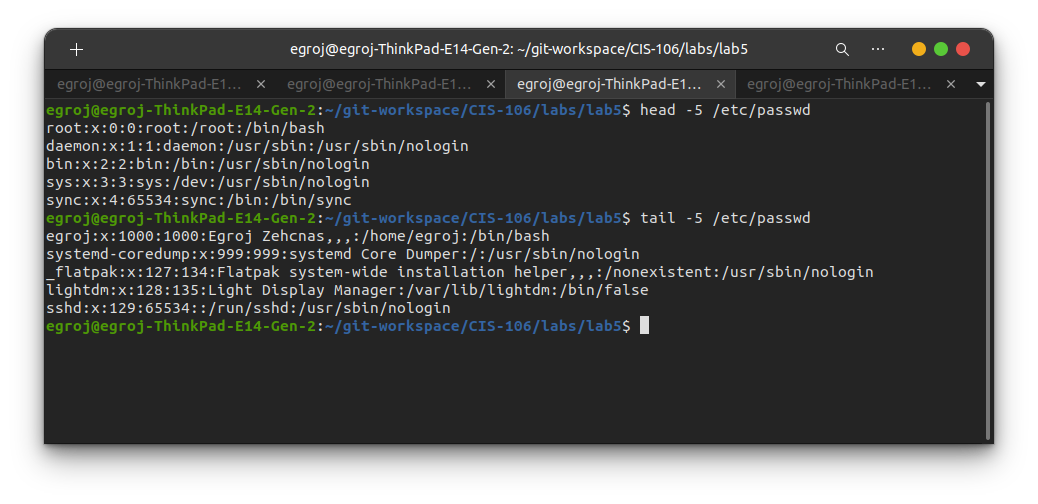 egroj@egroj-ThinkPad-E14-Gen-2: ~/git-workspace/CIS-106/labs/lab5
egroj@egroj-ThinkPad-E1... × egroj@egroj-ThinkPad-E1... × egroj@egroj-ThinkPad-E1... × egroj@egroj-ThinkPad-E1... ×
egroj@egroj-ThinkPad-E14-Gen-2:~/git-workspace/CIS-106/labs/lab5$ head -5 /etc/passwd
root:x:0:0:root:/root:/bin/bash
daemon:x:1:1:daemon:/usr/sbin:/usr/sbin/nologin
bin:x:2:2:bin:/bin:/usr/sbin/nologin
sys:x:3:3:sys:/dev:/usr/sbin/nologin
sync:x:4:65534:sync:/bin:/bin/sync
egroj@egroj-ThinkPad-E14-Gen-2:~/git-workspace/CIS-106/labs/lab5$ tail -5 /etc/passwd
egroj:x:1000:1000:Egroj Zehcnas,,,:/home/egroj:/bin/bash
systemd-coredump:x:999:999:systemd Core Dumper:/:/usr/sbin/nologin
_flatpak:x:127:134:Flatpak system-wide installation helper,,,:/nonexistent:/usr/sbin/nologin
lightdm:x:128:135:Light Display Manager:/var/lib/lightdm:/bin/false
sshd:x:129:65534::/run/sshd:/usr/sbin/nologin
egroj@egroj-ThinkPad-E14-Gen-2:~/git-workspace/CIS-106/labs/lab5$